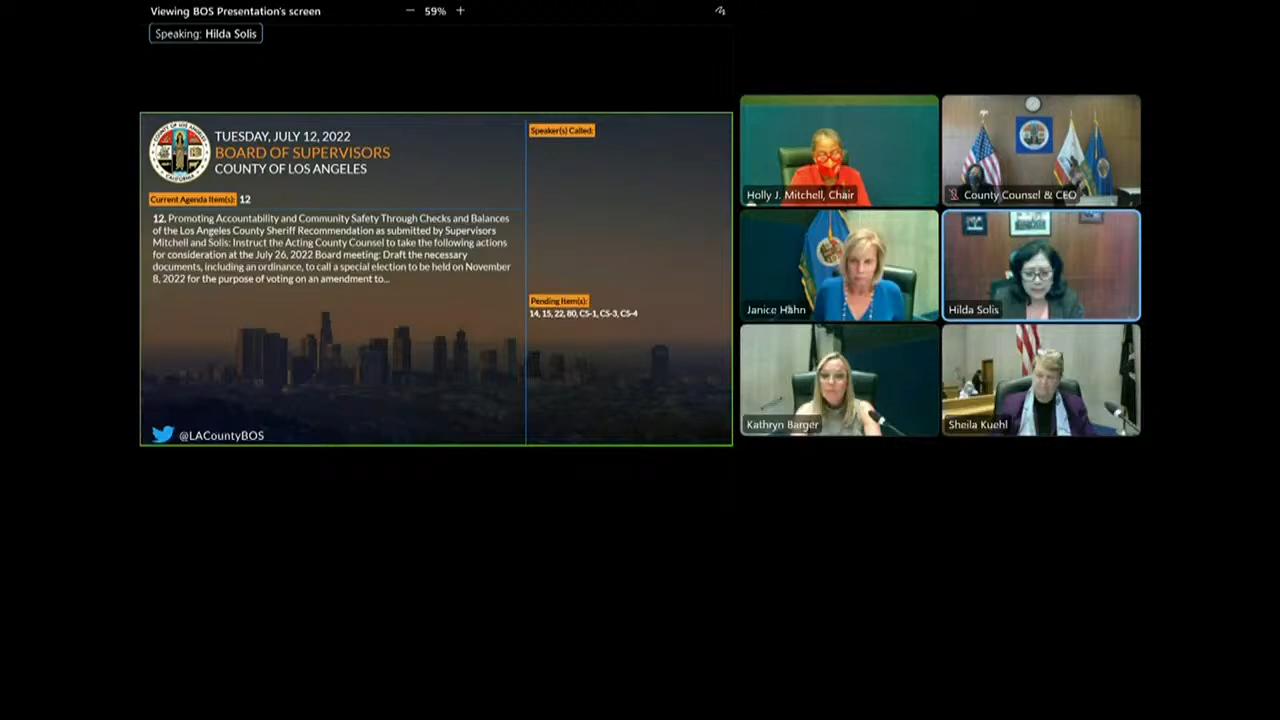 Viewing BOS Presentation's screen
59%
Speaking: Hilda Solis
TUESDAY, JULY 12, 2022
BOARD OF SUPERVISORS
COUNTY OF LOS ANGELES
Current Agenda Item(s): 12
12. Promoting Accountability and Community Safety Through Checks and Balances
of the Los Angeles County Sheriff Recommendation as submitted by Supervisors
Mitchell and Solis: Instruct the Acting County Counsel to take the following actions
for consideration at the July 26, 2022 Board meeting: Draft the necessary
documents, including an ordinance, to call a special election to be held on November
8, 2022 for the purpose of voting on an amendment to...
@LACountyBOS
Speaker(s) Called:
Pending Item(s):
14, 15, 22, 80, CS-1, CS-3, CS-4
Holly J. Mitchell, Chair
County Counsel & CEO
Janice Hahn
Hilda Solis
Kathryn Barger
Sheila Kuehl